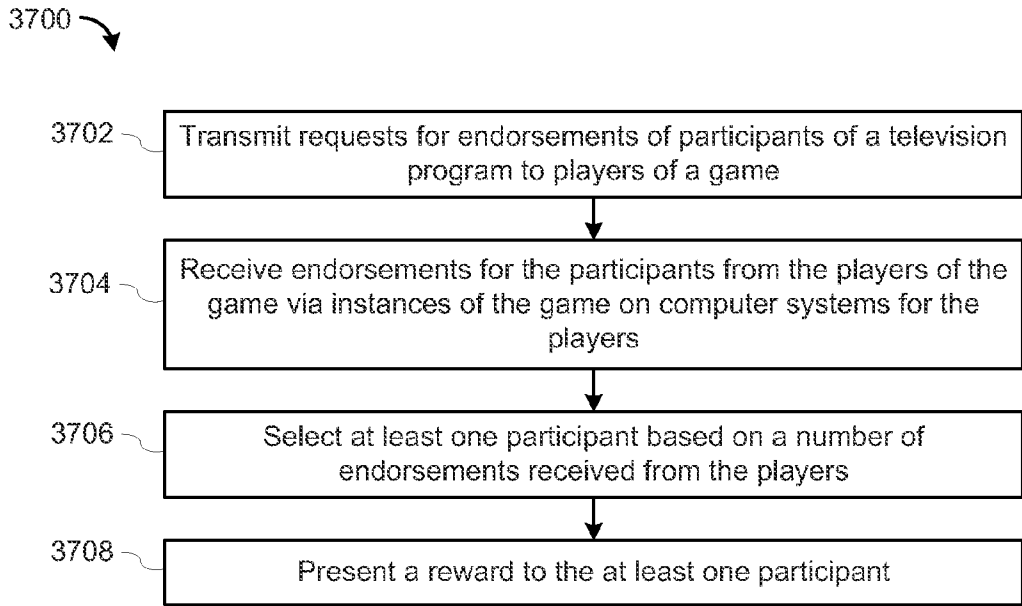 3700
3702
Transmit requests for endorsements of participants of a television
program to players of a game
3704
Receive endorsements for the participants from the players of the
game via instances of the game on computer systems for the
players
3706
Select at least one participant based on a number of
endorsements received from the players
3708
Present a reward to the at least one participant